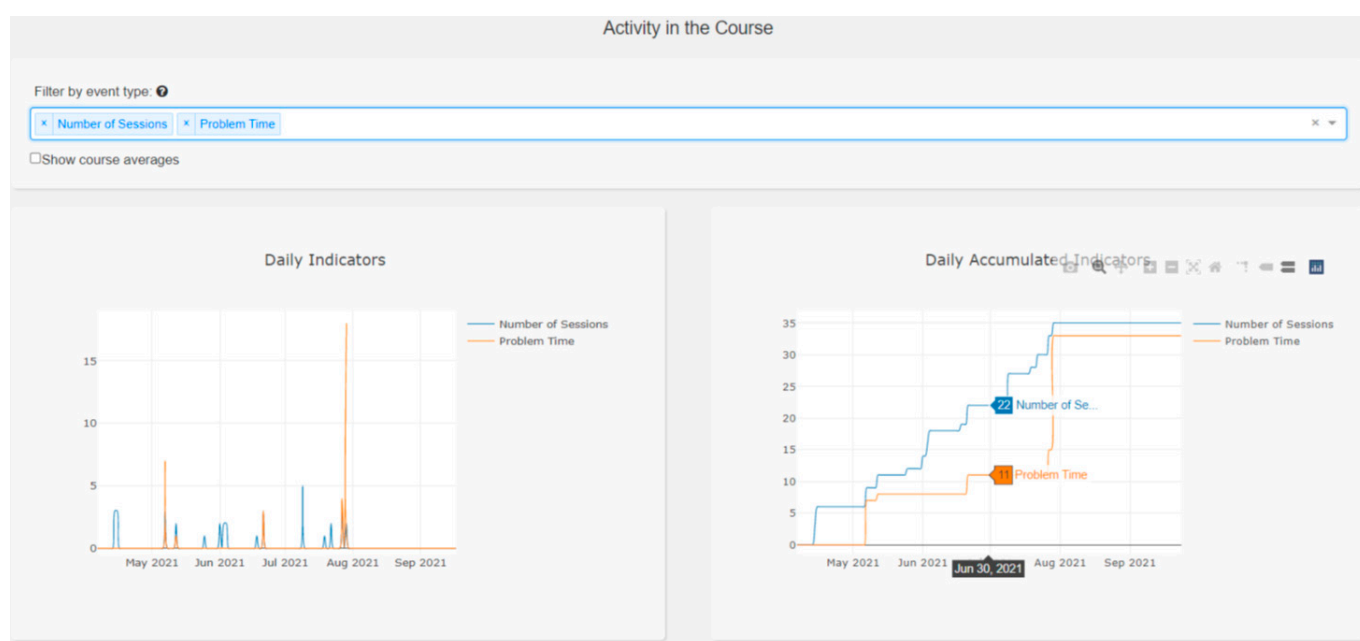 Activity in the Course
Filter by event type: ?
× Number of Sessions × Problem Time ×
Show course averages
Daily Indicators
Number of Sessions
Problem Time
15
10
5
0
May 2021 Jun 2021 Jul 2021 Aug 2021 Sep 2021
Daily Accumulated Indicators
Number of Sessions
Problem Time
35
30
25
20
15
10
5
0
22 Number of Se...
11 Problem Time
May 2021 Jun 2021 Jun 30, 2021 Aug 2021 Sep 2021